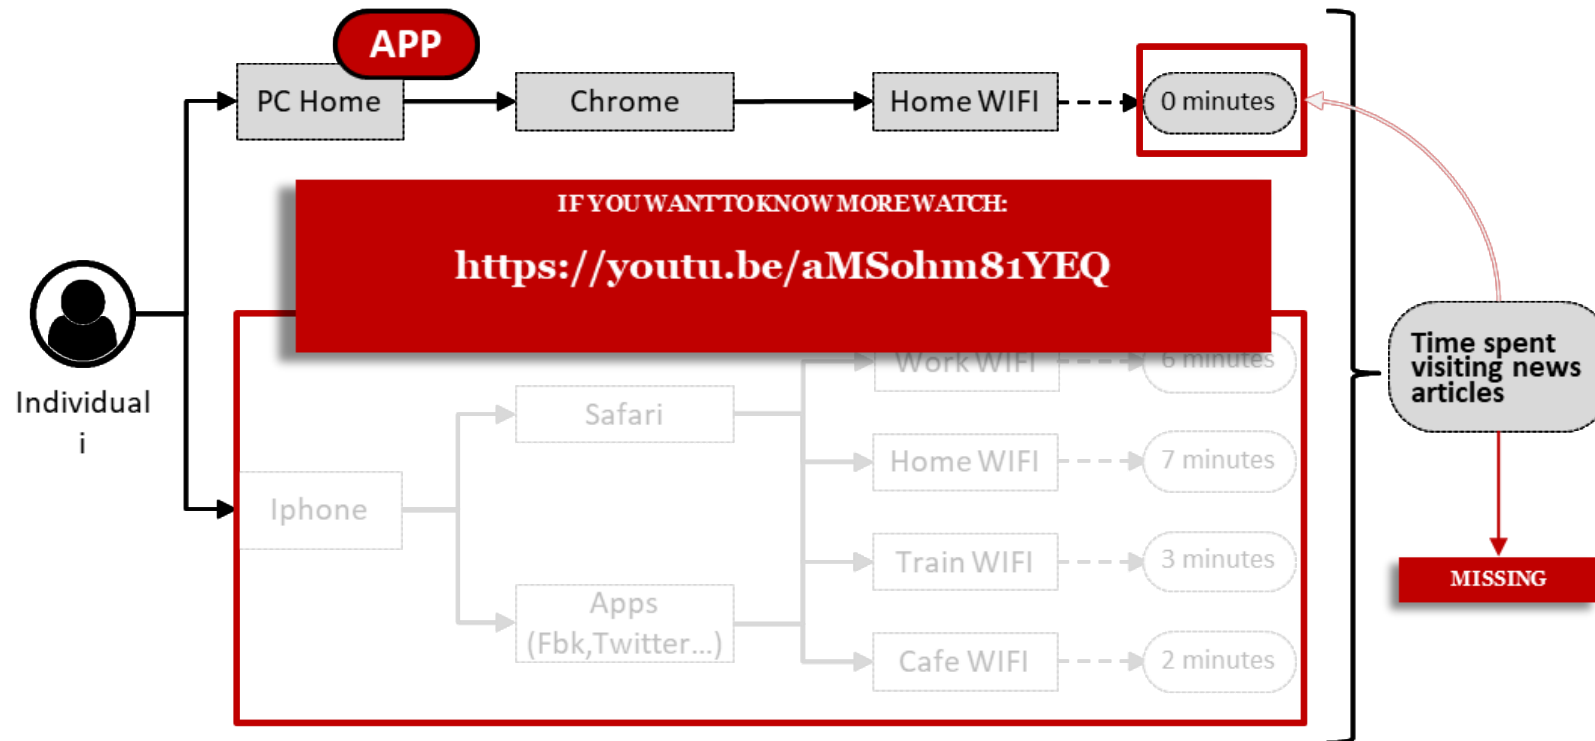 APP
PC Home
Chrome
Home WIFI
0 minutes
IF YOU WANT TO KNOW MORE WATCH:
https://youtu.be/aMSohm81YEQ
Individual
i
Work WIFI
6 minutes
Safari
Home WIFI
7 minutes
Iphone
Train WIFI
3 minutes
Apps
(Fbk,Twitter...)
Cafe WIFI
2 minutes
Time spent
visiting news
articles
MISSING